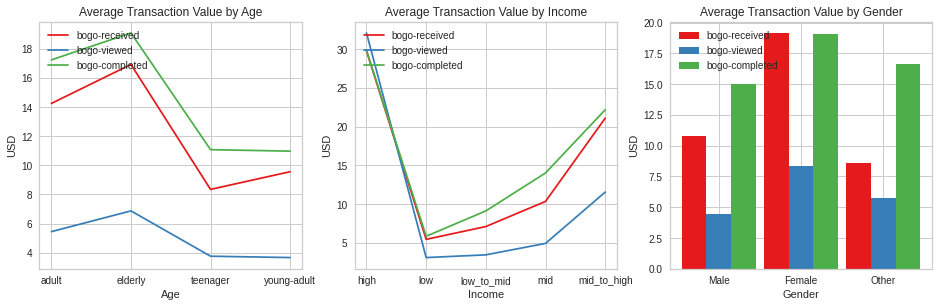 Average Transaction Value by Age
bogo-received
bogo-viewed
bogo-completed
18
16
14
12
10
8
6
4
USD
adult
elderly
teenager
young-adult
Age
Average Transaction Value by Income
bogo-received
bogo-viewed
bogo-completed
30
25
20
15
10
5
USD
high
low
low_to_mid
mid
mid_to_high
Income
Average Transaction Value by Gender
bogo-received
bogo-viewed
bogo-completed
20.0
17.5
15.0
12.5
10.0
7.5
5.0
2.5
0.0
USD
Male
Female
Other
Gender